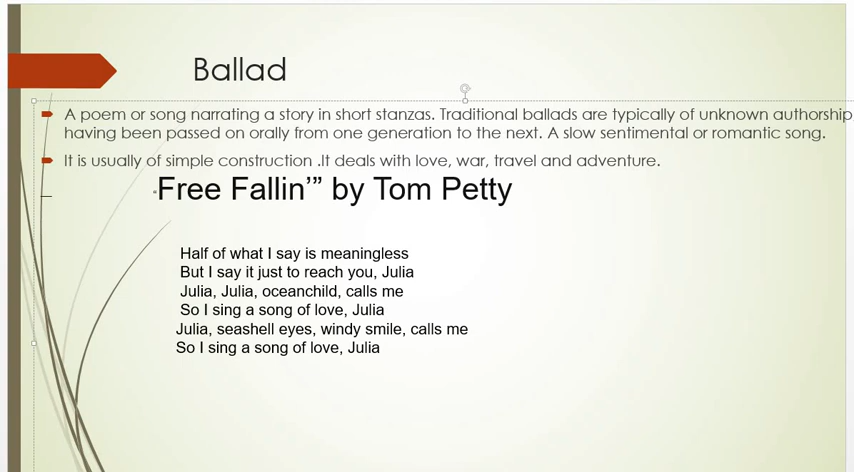 Ballad
A poem or song narrating a story in short stanzas. Traditional ballads are typically of unknown authorship
having been passed on orally from one generation to the next. A slow sentimental or romantic song.
It is usually of simple construction .It deals with love, war, travel and adventure.
Free Fallin’” by Tom Petty
Half of what I say is meaningless
But I say it just to reach you, Julia
Julia, Julia, oceanchild, calls me
So I sing a song of love, Julia
Julia, seashell eyes, windy smile, calls me
So I sing a song of love, Julia